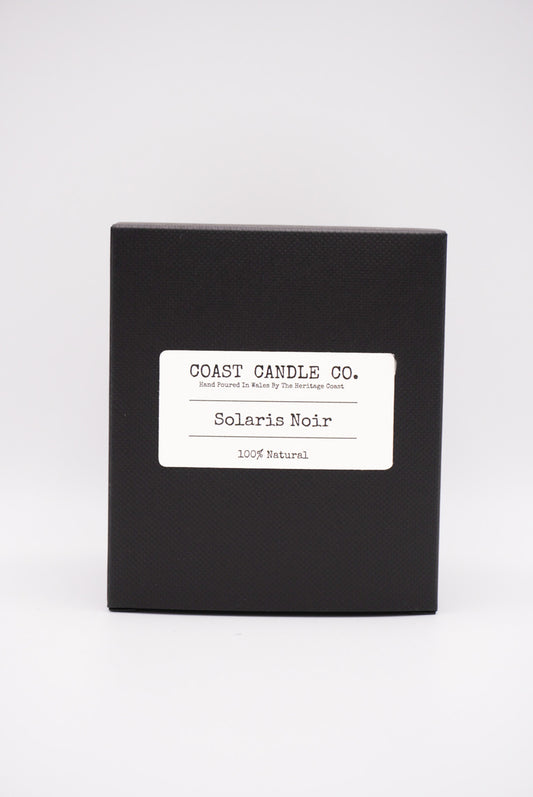 COAST CANDLE CO.
Hand Poured In Wales By The Heritage Coast
Solaris Noir
100% Natural